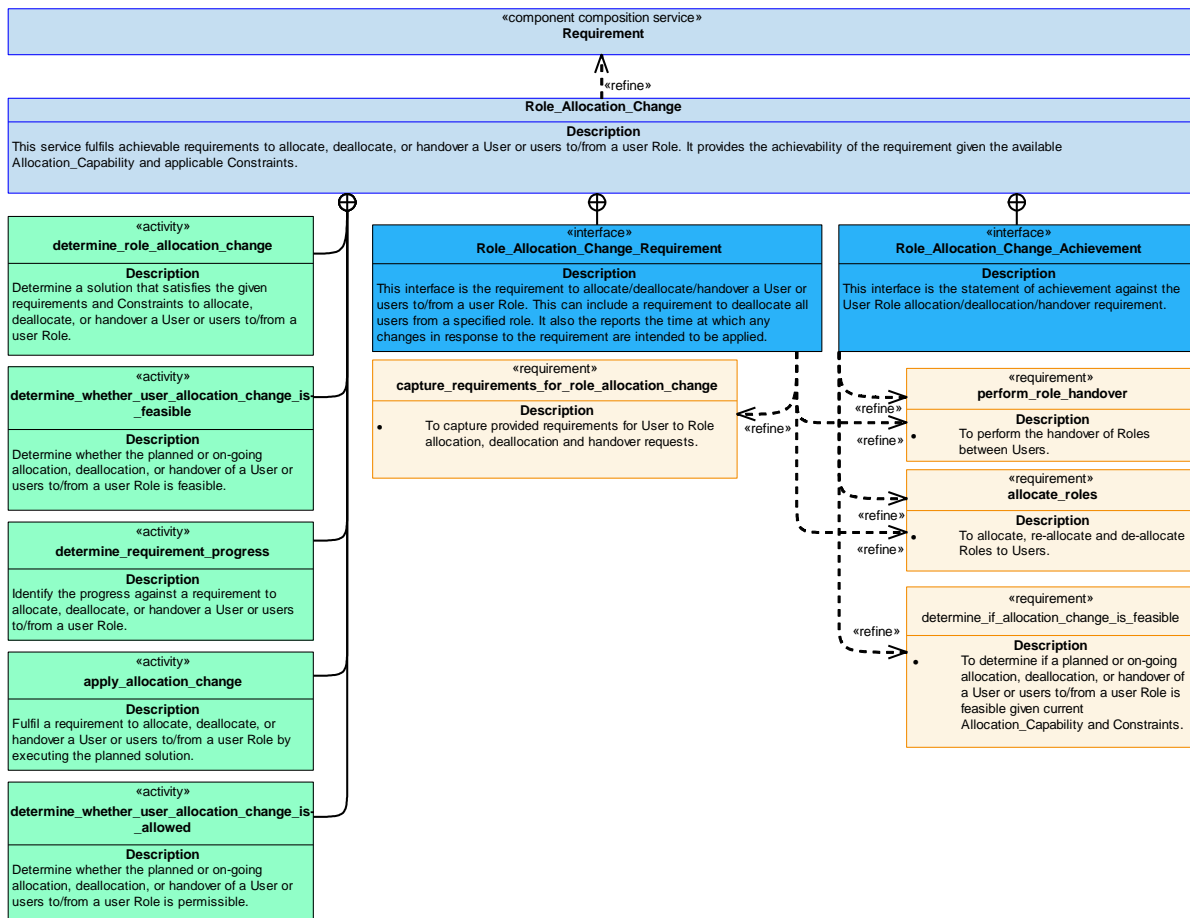 «component composition service»
Requirement
«refine»
Role_Allocation_Change
Description
This service fulfils achievable requirements to allocate, deallocate, or handover a User or users to/from a user Role. It provides the achievability of the requirement given the available
Allocation_Capability and applicable Constraints.
«activity»
determine_role_allocation_change
Description
Determine a solution that satisfies the given
requirements and Constraints to allocate,
deallocate, or handover a User or users to/from a
user Role.
«activity»
determine_whether_user_allocation_change_is-
_feasible
Description
Determine whether the planned or on-going
allocation, deallocation, or handover of a User or
users to/from a user Role is feasible.
«activity»
determine_requirement_progress
Description
Identify the progress against a requirement to
allocate, deallocate, or handover a User or users
to/from a user Role.
«activity»
apply_allocation_change
Description
Fulfil a requirement to allocate, deallocate, or
handover a User or users to/from a user Role by
executing the planned solution.
«activity»
determine_whether_user_allocation_change_is-
_allowed
Description
Determine whether the planned or on-going
allocation, deallocation, or handover of a User or
users to/from a user Role is permissible.
«interface»
Role_Allocation_Change_Requirement
Description
This interface is the requirement to allocate/deallocate/handover a User or
users to/from a user Role. This can include a requirement to deallocate all
users from a specified role. It also the reports the time at which any
changes in response to the requirement are intended to be applied.
«interface»
Role_Allocation_Change_Achievement
Description
This interface is the statement of achievement against the
User Role allocation/deallocation/handover requirement.
«requirement»
capture_requirements_for_role_allocation_change
Description
• To capture provided requirements for User to Role
allocation, deallocation and handover requests.
«refine»
«refine»
«refine»
«requirement»
perform_role_handover
Description
• To perform the handover of Roles
between Users.
«refine»
«refine»
«requirement»
allocate_roles
Description
• To allocate, re-allocate and de-allocate
Roles to Users.
«refine»
«requirement»
determine_if_allocation_change_is_feasible
Description
• To determine if a planned or on-going
allocation, deallocation, or handover of
a User or users to/from a user Role is
feasible given current
Allocation_Capability and Constraints.